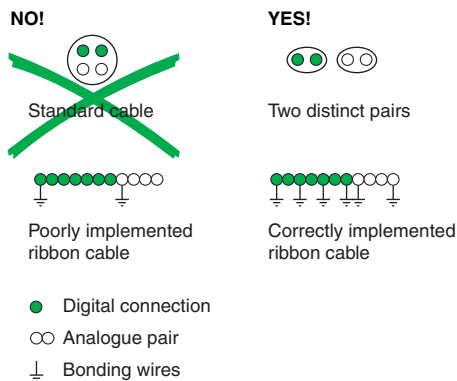 NO!
YES!
Standard cable
Two distinct pairs
Poorly implemented
ribbon cable
Correctly implemented
ribbon cable
Digital connection
Analogue pair
Bonding wires